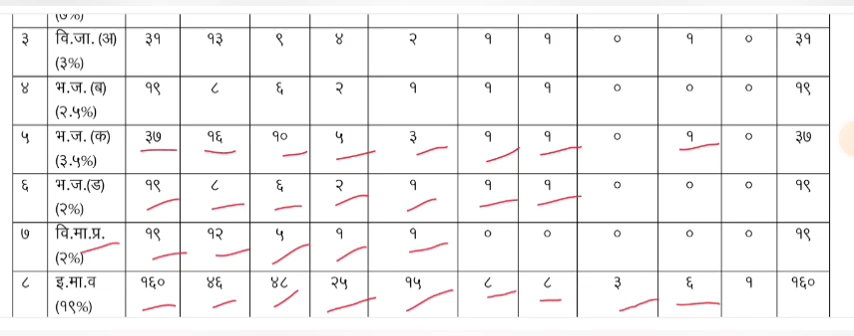 ३ वि.जा. (अ) ३१ १३ ९ ४ २ १ १ ० १ ० ३१
(3%)
४ भ.ज. (ब) १९ ८ ६ २ १ १ १ ० ० ० १९
(२.५%)
५ भ.ज. (क) ३७ १६ १० ५ ३ १ १ ० १ ० ३७
(3.५%)
६ भ.ज.(ड) १९ ८ ६ २ १ १ १ ० ० ० १९
(२%)
७ वि.मा.प्र. १९ १२ ५ १ १ ० ० ० ० ० १९
(२%)
८ इ.मा.व १६० ४६ ४८ २५ १५ ८ ८ ३ ६ १ १६०
(१९%)